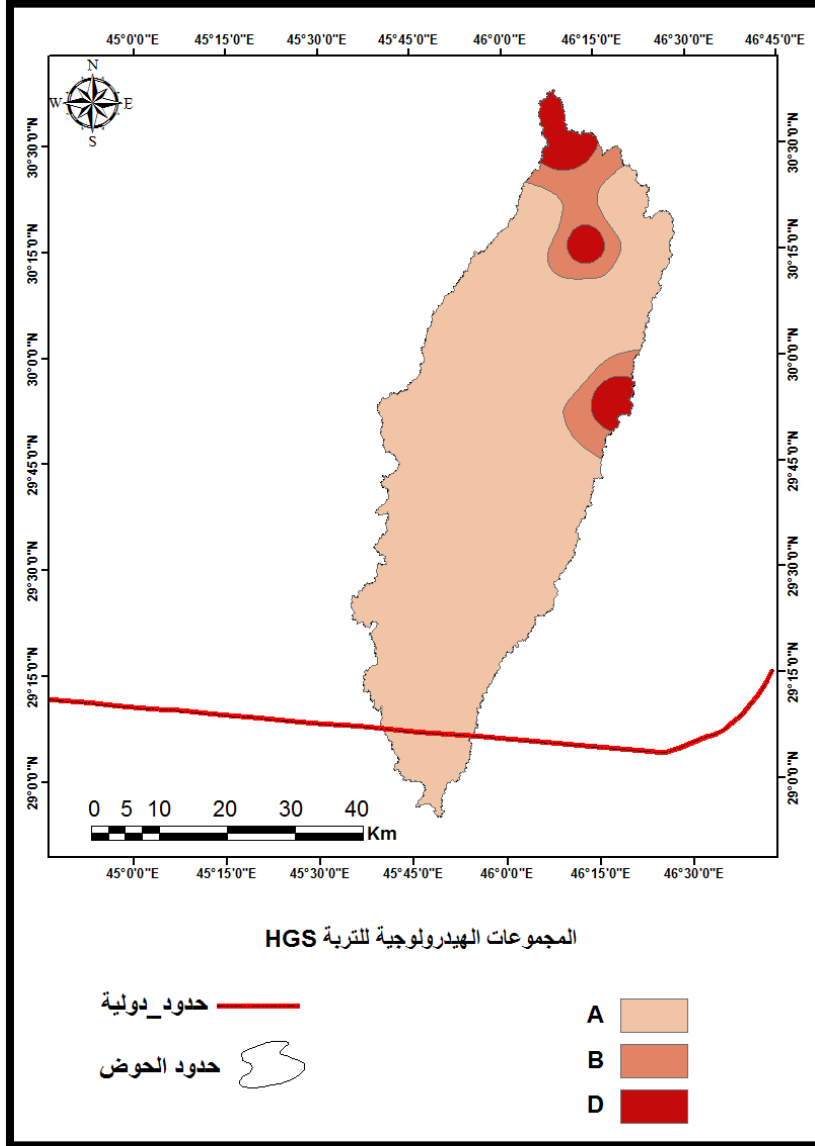 45°0'0"E 45°15'0"E 45°30'0"E 45°45'0"E 46°0'0"E 46°15'0"E 46°30'0"E 46°45'0"E
N
W E
S
30°30'0"N 30°30'0"N
30°15'0"N 30°15'0"N
30°0'0"N 30°0'0"N
29°45'0"N 29°45'0"N
29°30'0"N 29°30'0"N
29°15'0"N 29°15'0"N
29°0'0"N 29°0'0"N
0 5 10 20 30 40
Km
45°0'0"E 45°15'0"E 45°30'0"E 45°45'0"E 46°0'0"E 46°15'0"E 46°30'0"E
المجموعات الهيدرولوجية للتربة HGS
حدود_دولية
حدود الحوض
A
B
D